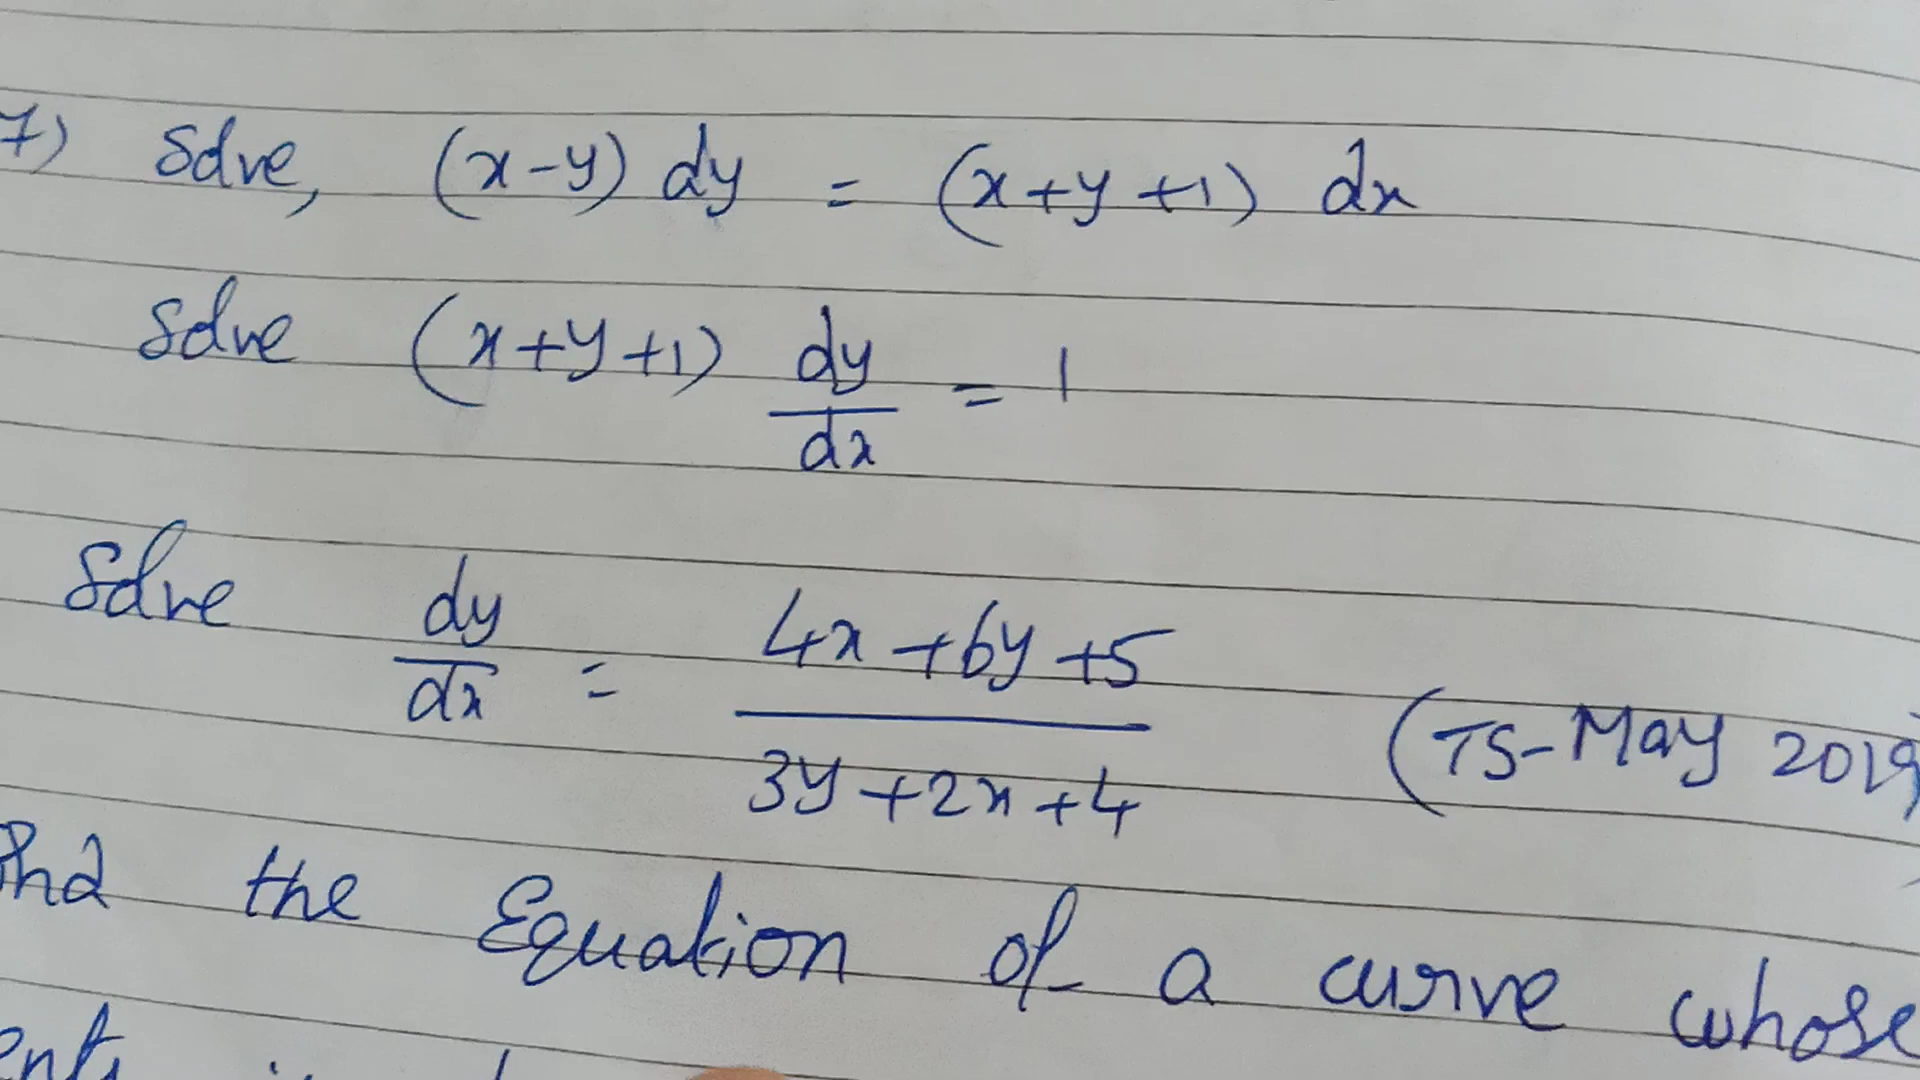 7) Solve, (x-y) dy = (x+y+1) dx
Solve (x+y+1) dy/dx = 1
Solve dy/dx = 4x+6y+5 / 3y+2x+4 (TS-May 2019)
the Equation of a curve whose